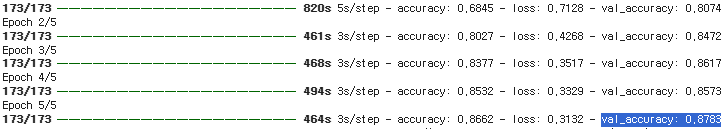 173/173 ━━━━━━━━━━━━━━━━━━━━ 820s 5s/step - accuracy: 0.6845 - loss: 0.7128 - val_accuracy: 0.8074
Epoch 2/5
173/173 ━━━━━━━━━━━━━━━━━━━━ 461s 3s/step - accuracy: 0.8027 - loss: 0.4268 - val_accuracy: 0.8472
Epoch 3/5
173/173 ━━━━━━━━━━━━━━━━━━━━ 468s 3s/step - accuracy: 0.8377 - loss: 0.3517 - val_accuracy: 0.8617
Epoch 4/5
173/173 ━━━━━━━━━━━━━━━━━━━━ 494s 3s/step - accuracy: 0.8532 - loss: 0.3329 - val_accuracy: 0.8573
Epoch 5/5
173/173 ━━━━━━━━━━━━━━━━━━━━ 464s 3s/step - accuracy: 0.8662 - loss: 0.3132 - val_accuracy: 0.8783